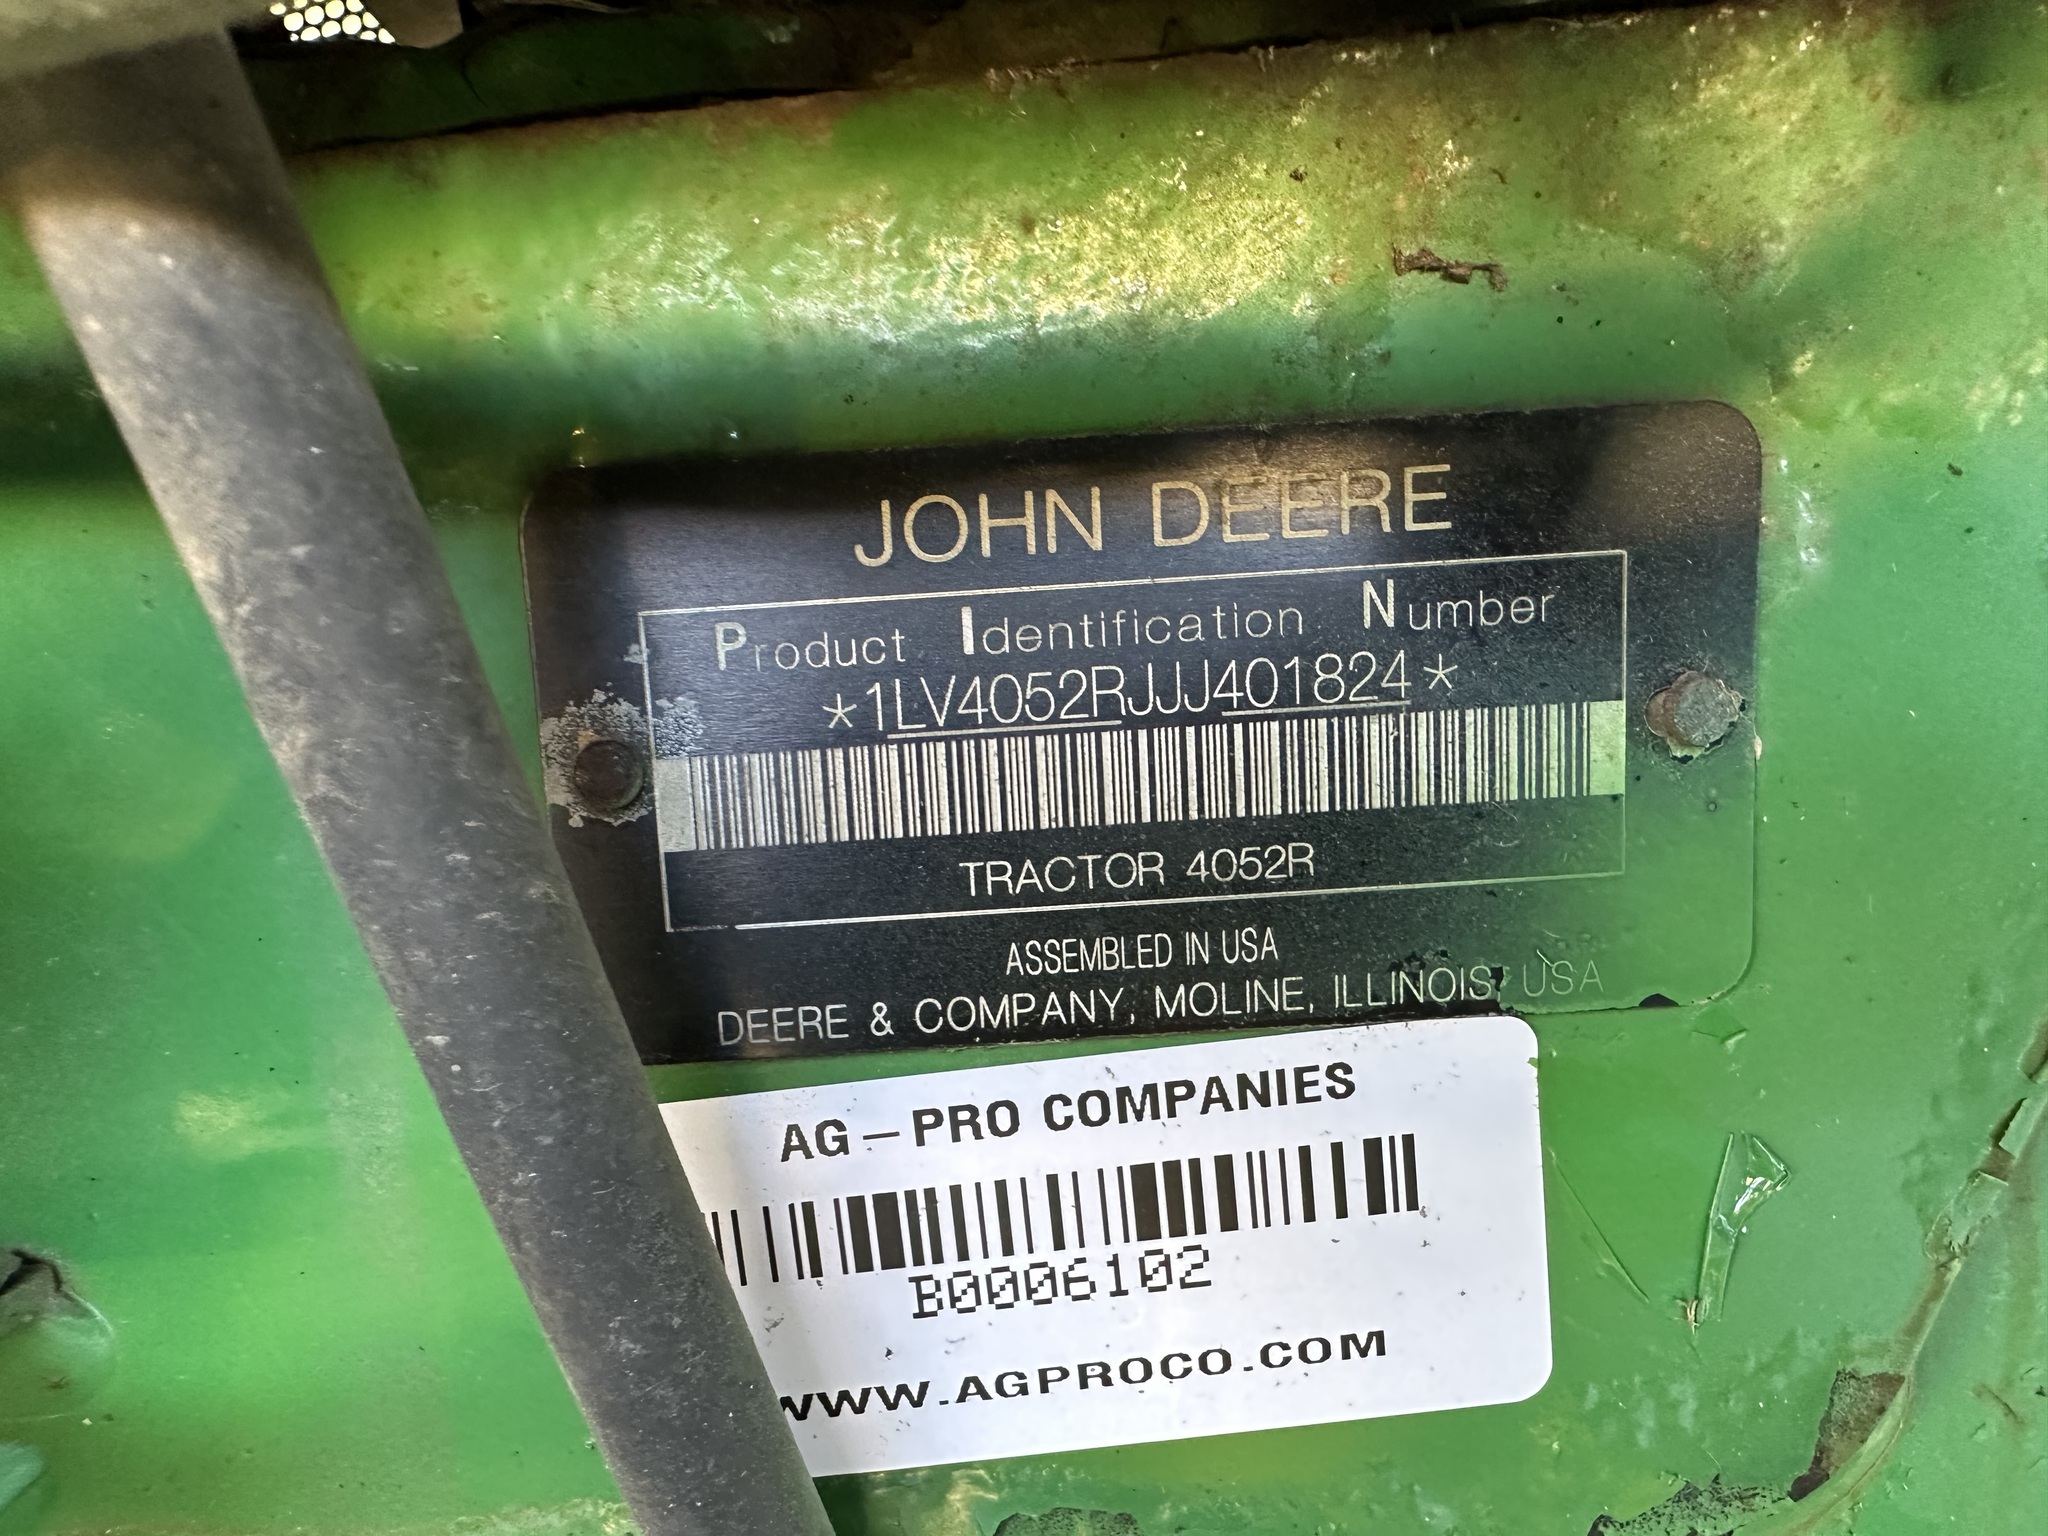 JOHN DEERE
Product Identification Number
*1LV4052RJJJ401824*
TRACTOR 4052R
ASSEMBLED IN USA
DEERE & COMPANY, MOLINE, ILLINOIS, USA
AG-PRO COMPANIES
B0006102
WWW.AGPROCO.COM